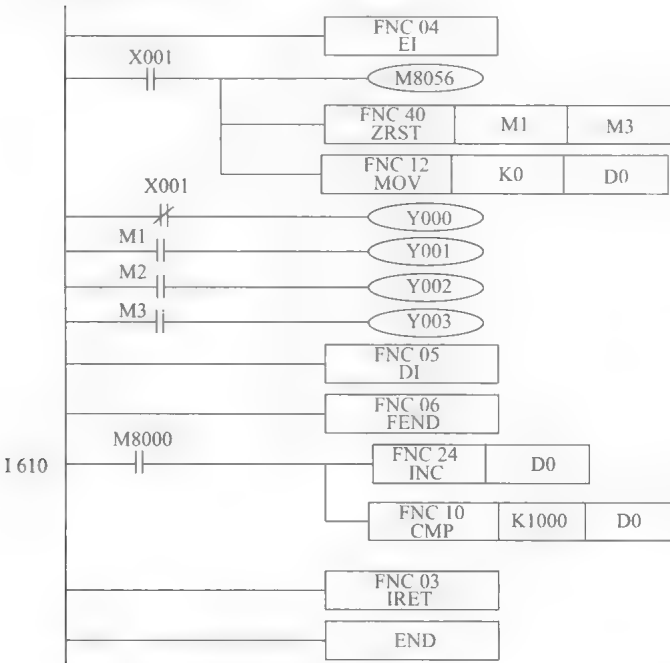 FNC 04
EI
X001
M8056
FNC 40
ZRST M1 M3
FNC 12
MOV K0 D0
X001
Y000
M1
Y001
M2
Y002
M3
Y003
FNC 05
DI
FNC 06
FEND
M8000
I610
FNC 24
INC D0
FNC 10
CMP K1000 D0
FNC 03
IRET
END